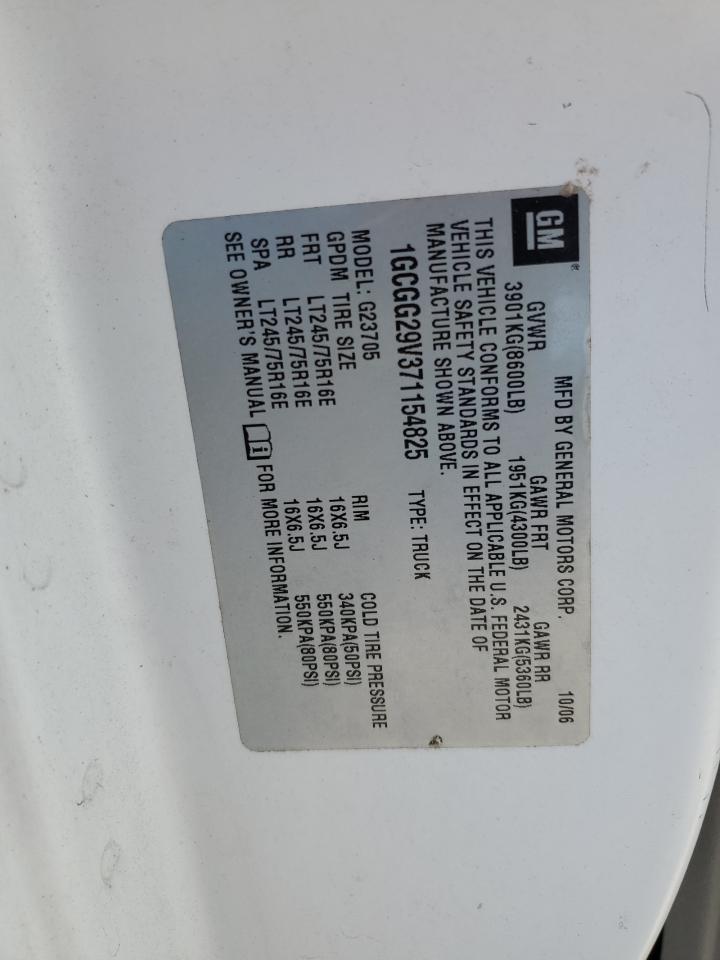 GM® MFD BY GENERAL MOTORS CORP. 10/06
GVWR GAWR FRT GAWR RR
3901KG(8600LB) 1951KG(4300LB) 2431KG(5360LB)
THIS VEHICLE CONFORMS TO ALL APPLICABLE U.S. FEDERAL MOTOR
VEHICLE SAFETY STANDARDS IN EFFECT ON THE DATE OF
MANUFACTURE SHOWN ABOVE.
1GCGG29V371154825 TYPE: TRUCK
MODEL: G23705
GPDM TIRE SIZE RIM COLD TIRE PRESSURE
FRT LT245/75R16E 16X6.5J 340KPA(50PSI)
RR LT245/75R16E 16X6.5J 550KPA(80PSI)
SPA LT245/75R16E 16X6.5J 550KPA(80PSI)
SEE OWNER'S MANUAL FOR MORE INFORMATION.